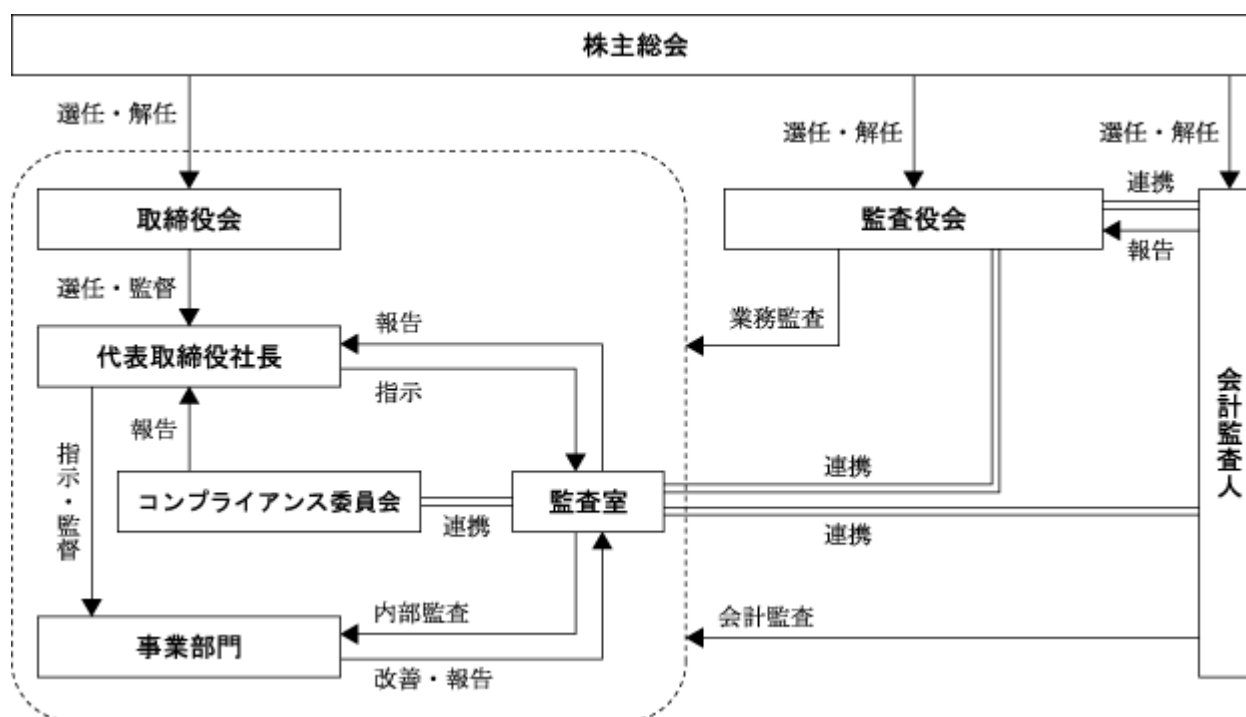 株主総会
選任・解任
選任・解任
選任・解任
取締役会
監査役会
連携
報告
選任・監督
業務監査
代表取締役社長
報告
指示
会計監査人
報告
指示・監督
コンプライアンス委員会
連携
監査室
連携
連携
内部監査
会計監査
事業部門
改善・報告